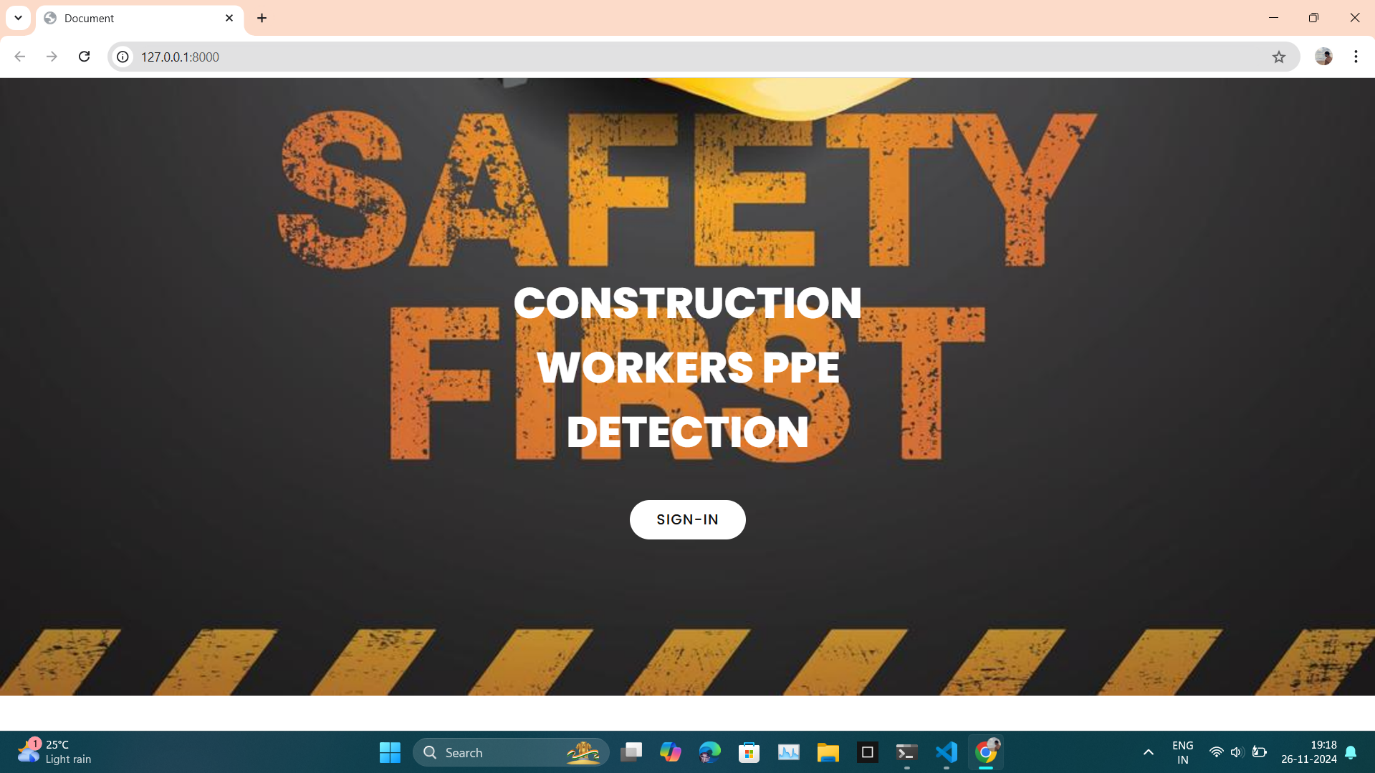 Document
127.0.0.1:8000
SAFETY
FIRST
CONSTRUCTION
WORKERS PPE
DETECTION
SIGN-IN
1
25°C
Light rain
Search
ENG
IN
19:18
26-11-2024